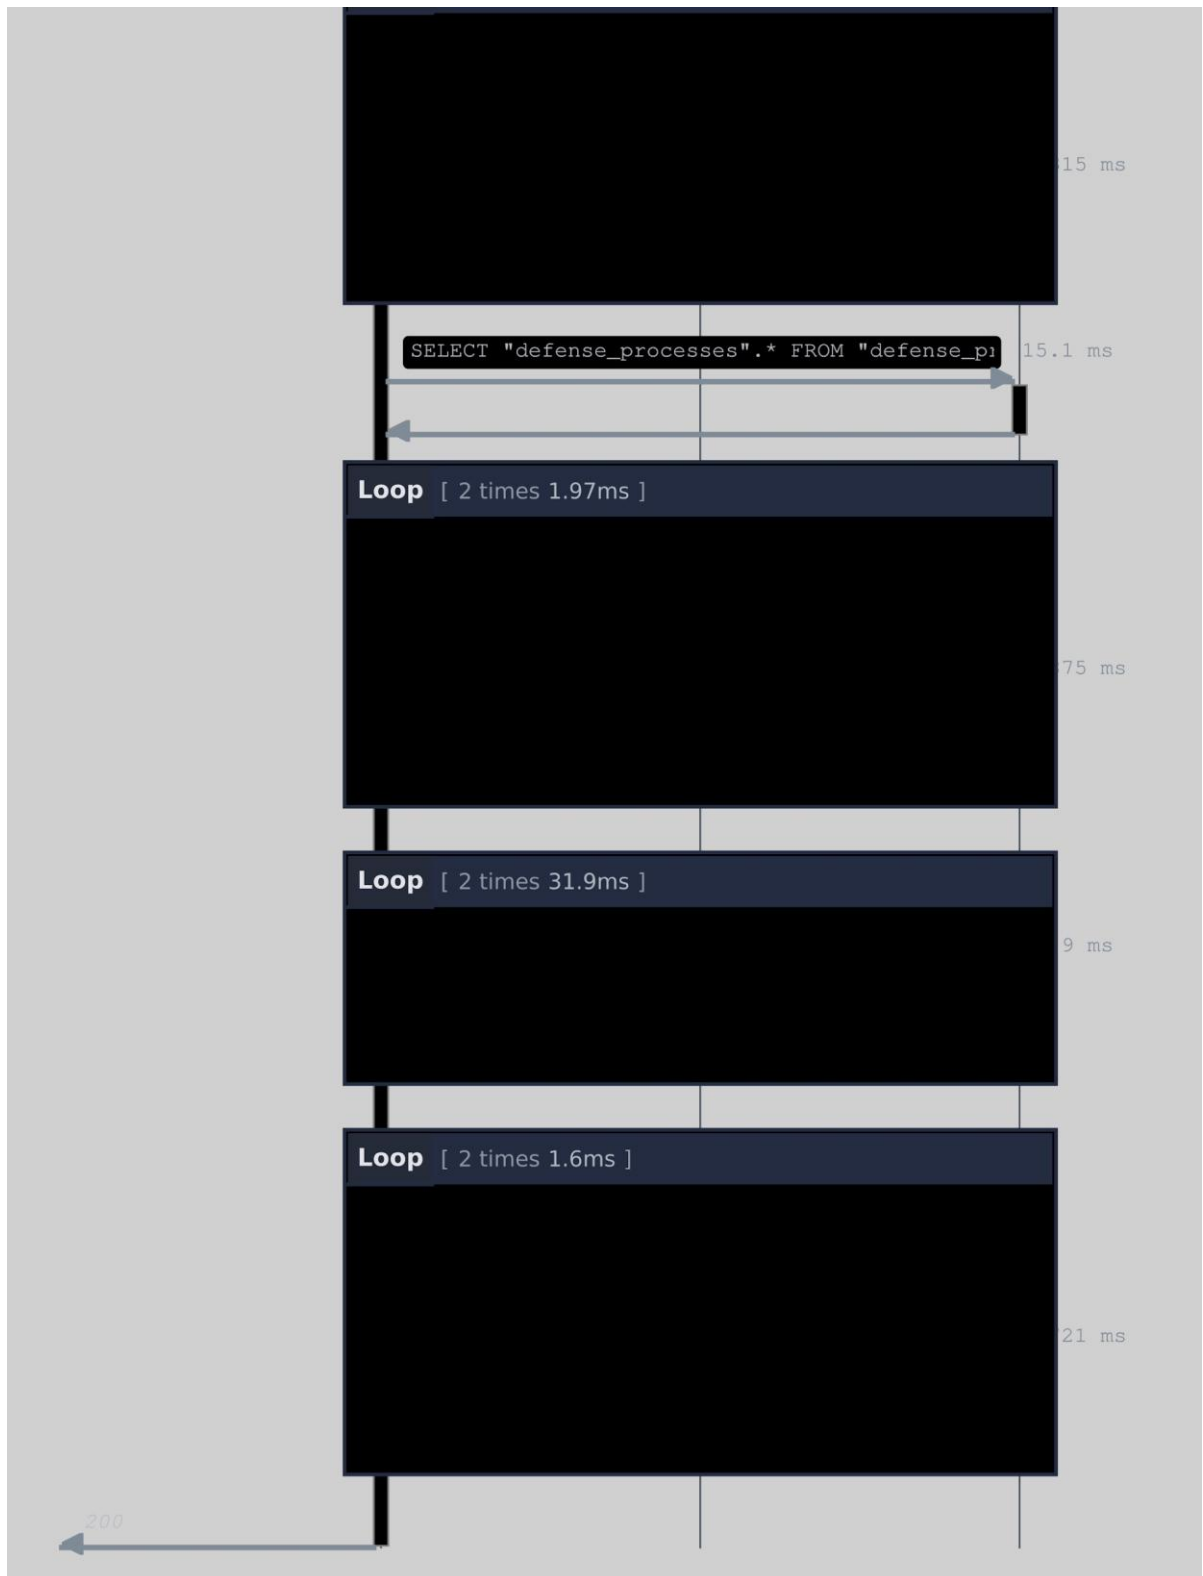 15 ms
SELECT "defense_processes".* FROM "defense_p
15.1 ms
Loop [ 2 times 1.97ms ]
75 ms
Loop [ 2 times 31.9ms ]
9 ms
Loop [ 2 times 1.6ms ]
21 ms
200